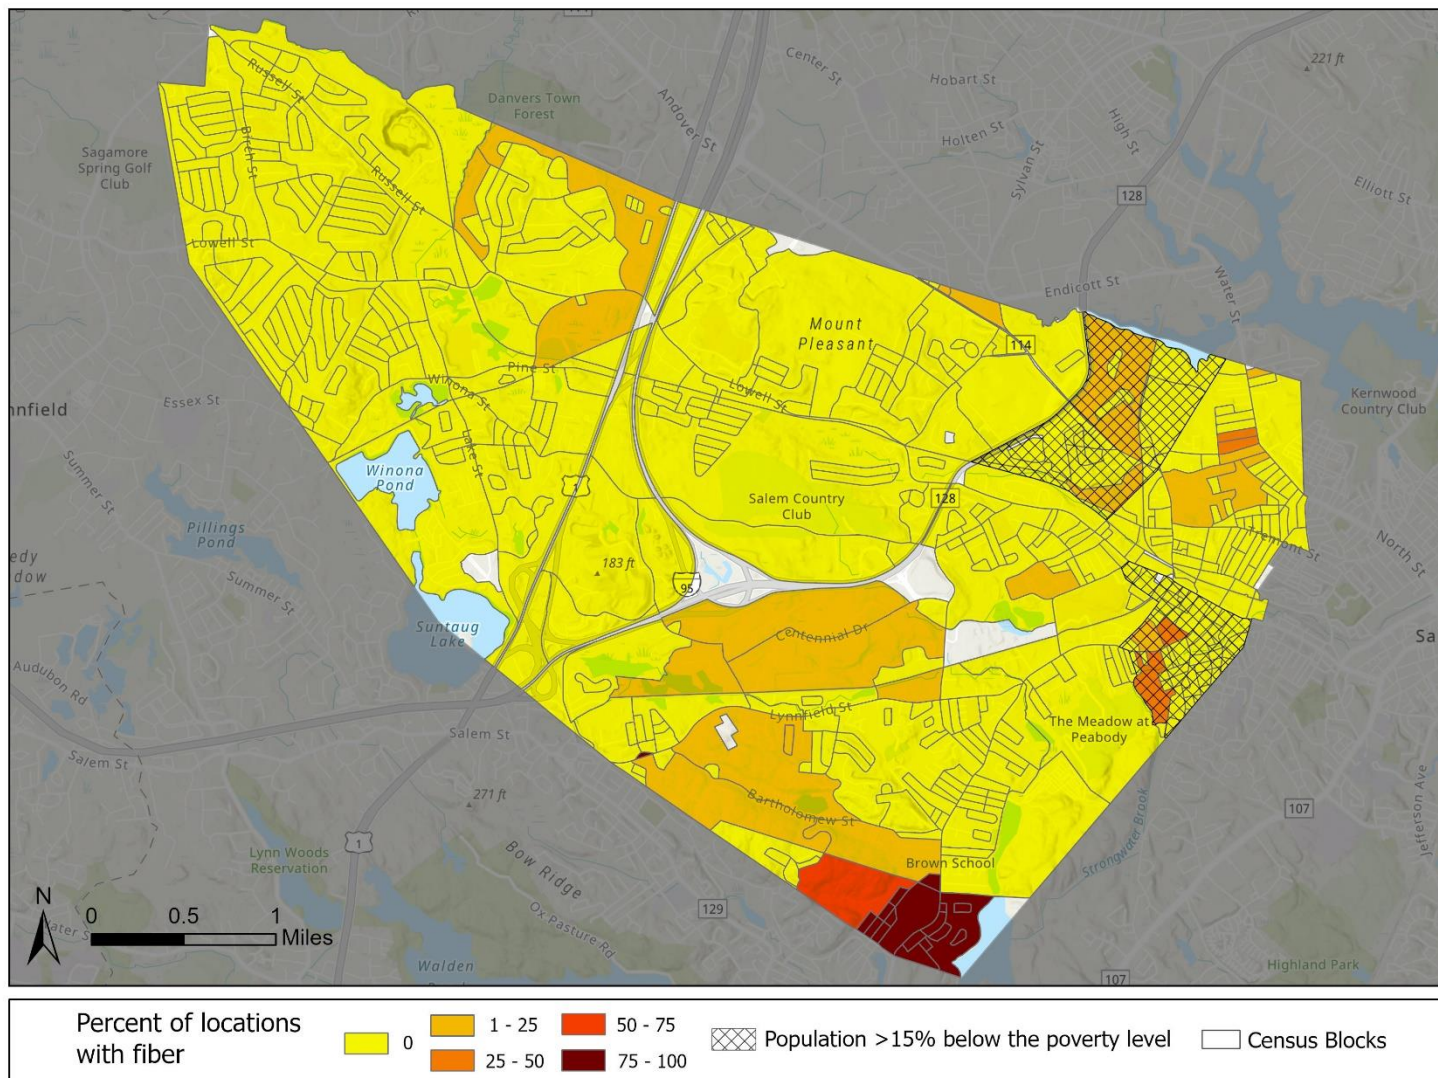 221 ft
Center St
Hobart St
Danvers Town
Forest
Andover St
High St
Holten St
Russell St
Sylvan St
Sagamore
Spring Golf
Club
Birch St
Elliott St
128
Russell St
Lowell St
Water St
Endicott St
Mount
Pleasant
114
Pine St
Winona St
Lowell St
Kernwood
Country Club
nnfield
Essex St
Lake St
Summer St
Winona
Pond
1
Salem Country
Club
128
Pillings
Pond
Tremont St
North St
edy
dow
183 ft
95
Summer St
Suntaug
Lake
Centennial Dr
Sa
Audubon Rd
Lynnfield St
The Meadow at
Peabody
Salem St
Salem St
271 ft
Bartholomew St
107
Jefferson Ave
1
Lynn Woods
Reservation
Bow Ridge
Brown School
Strongwater Brook
N
0 0.5 1
Miles
129
Ox Pasture Rd
ater S
Walden
107
Highland Park
Percent of locations
with fiber
0
1 - 25
25 - 50
50 - 75
75 - 100
Population >15% below the poverty level
Census Blocks